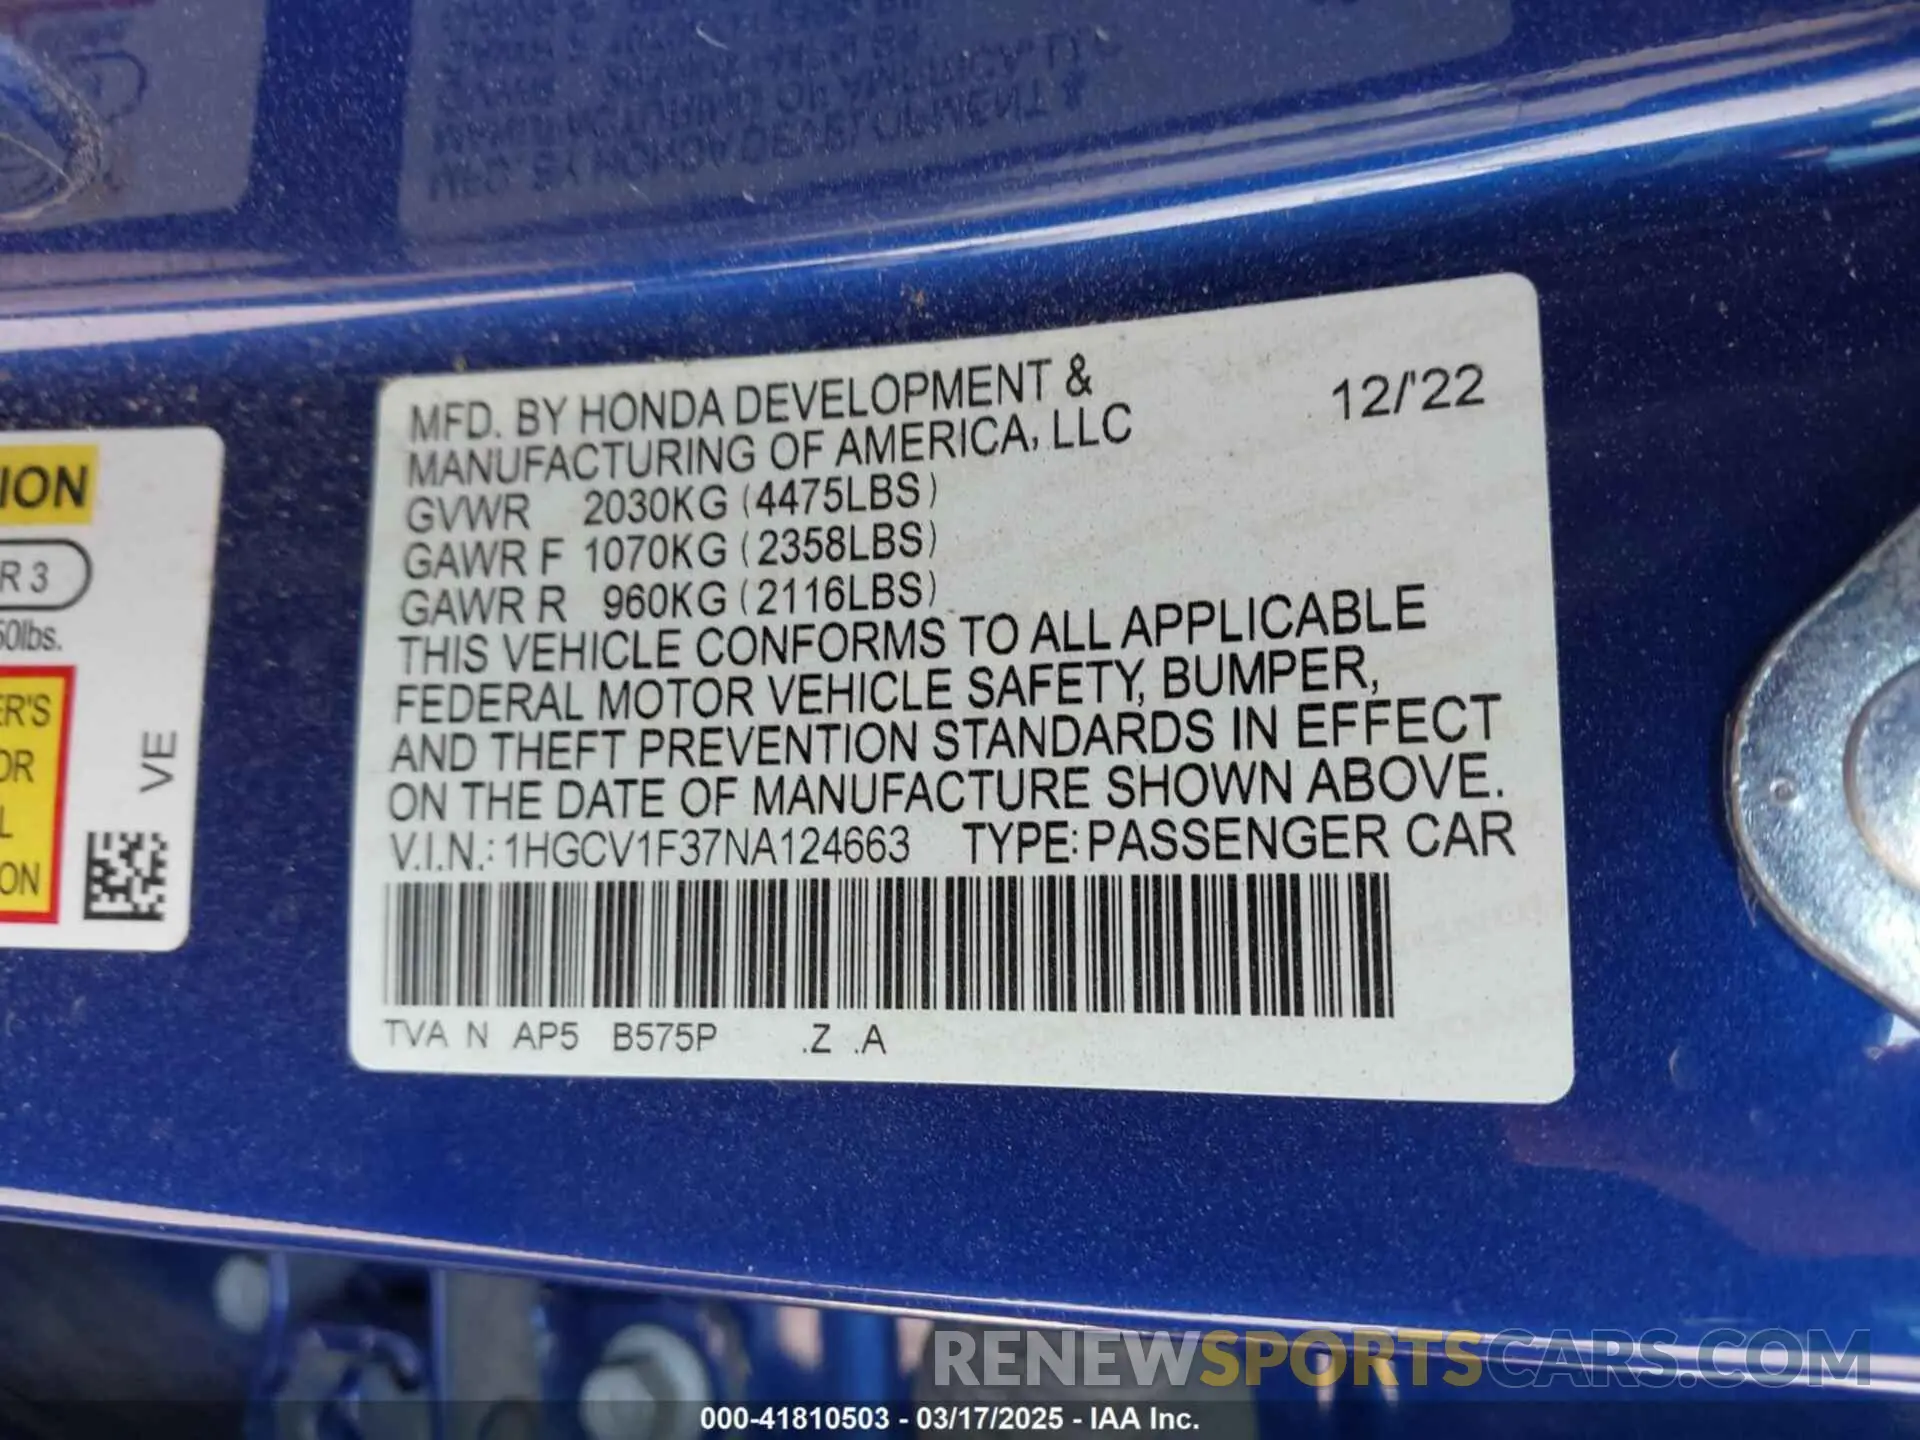 MFD. BY HONDA DEVELOPMENT &
MANUFACTURING OF AMERICA, LLC
12/'22
GVWR 2030KG (4475LBS)
GAWR F 1070KG (2358LBS)
GAWR R 960KG (2116LBS)
THIS VEHICLE CONFORMS TO ALL APPLICABLE
FEDERAL MOTOR VEHICLE SAFETY, BUMPER,
AND THEFT PREVENTION STANDARDS IN EFFECT
ON THE DATE OF MANUFACTURE SHOWN ABOVE.
V.I.N.: 1HGCV1F37NA124663 TYPE: PASSENGER CAR
TVA N AP5 B575P .Z .A
ION
R 3
50lbs.
ER'S
OR
L
ON
VE
RENEWSPORTSCARS.COM
000-41810503 - 03/17/2025 - IAA Inc.